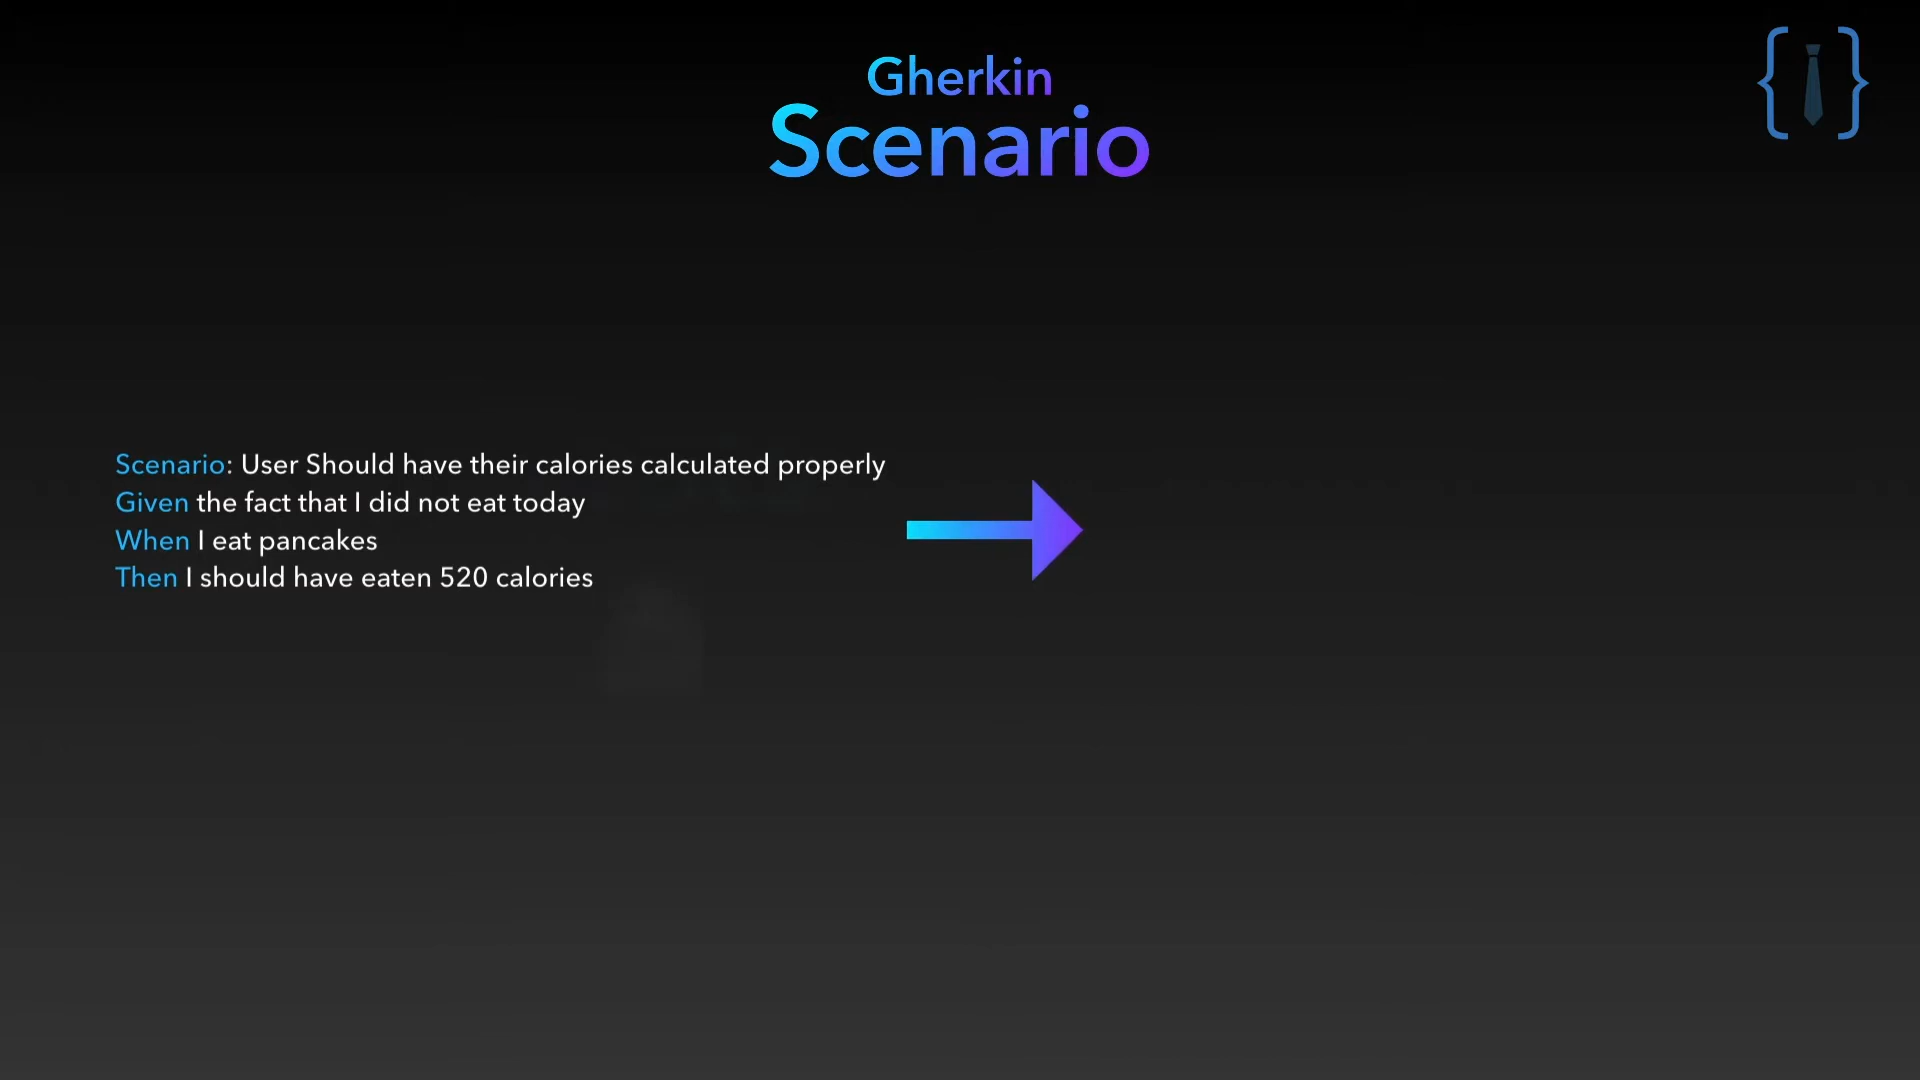 Gherkin
Scenario
Scenario: User Should have their calories calculated properly
Given the fact that I did not eat today
When I eat pancakes
Then I should have eaten 520 calories